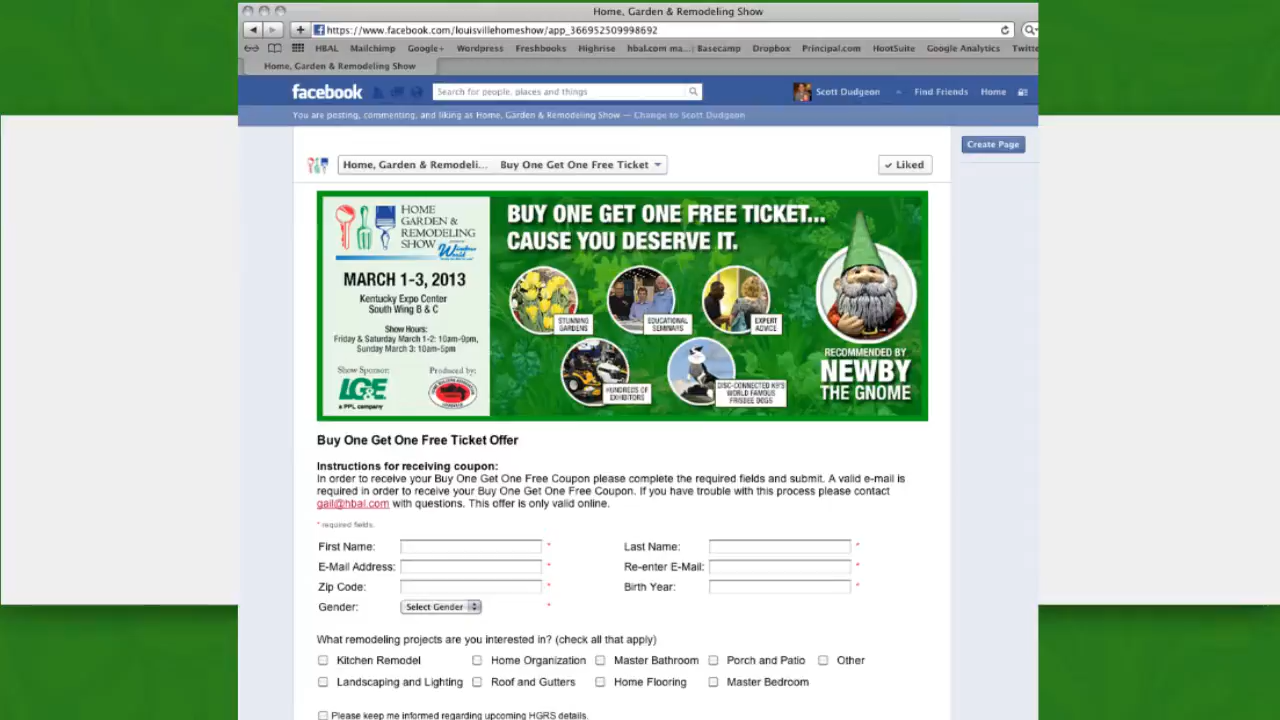 Home, Garden & Remodeling Show
https://www.facebook.com/louisvillehomeshow/app_366952509998692
HBAL Mailchimp Google+ Wordpress Freshbooks Highrise hbal.com ma... Basecamp Dropbox Principal.com HootSuite Google Analytics Twitte
Home, Garden & Remodeling Show
facebook Search for people, places and things Scott Dudgeon Find Friends Home
You are posting, commenting, and liking at Home, Garden & Remodeling Show — Change to Scott Dudgeon
Create Page
Home, Garden & Remodeli... Buy One Get One Free Ticket Liked
HOME
GARDEN &
REMODELING
SHOW
Window
World
MARCH 1-3, 2013
Kentucky Expo Center
South Wing B & C
Show Hours:
Friday & Saturday March 1-2: 10am-9pm,
Sunday March 3: 10am-5pm
Show Sponsor: Produced by:
LG&E
a PPL company
BUY ONE GET ONE FREE TICKET...
CAUSE YOU DESERVE IT.
STUNNING
GARDENS
EDUCATIONAL
SEMINARS
EXPERT
ADVICE
HUNDREDS OF
EXHIBITORS
DISC-CONNECTED K9'S
WORLD FAMOUS
FRISBEE DOGS
RECOMMENDED BY
NEWBY
THE GNOME
Buy One Get One Free Ticket Offer
Instructions for receiving coupon:
In order to receive your Buy One Get One Free Coupon please complete the required fields and submit. A valid e-mail is
required in order to receive your Buy One Get One Free Coupon. If you have trouble with this process please contact
gail@hbal.com with questions. This offer is only valid online.
* required fields.
First Name: * Last Name: *
E-Mail Address: * Re-enter E-Mail: *
Zip Code: * Birth Year: *
Gender: Select Gender *
What remodeling projects are you interested in? (check all that apply)
Kitchen Remodel Home Organization Master Bathroom Porch and Patio Other
Landscaping and Lighting Roof and Gutters Home Flooring Master Bedroom
Please keep me informed regarding upcoming HGRS details.